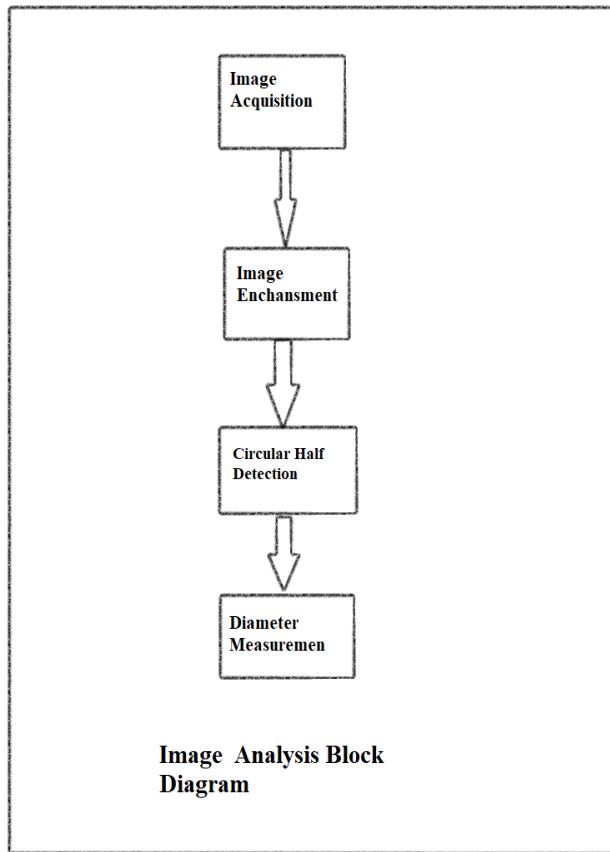 Image
Acquisition
Image
Enchansment
Circular Half
Detection
Diameter
Measuremen
Image Analysis Block
Diagram